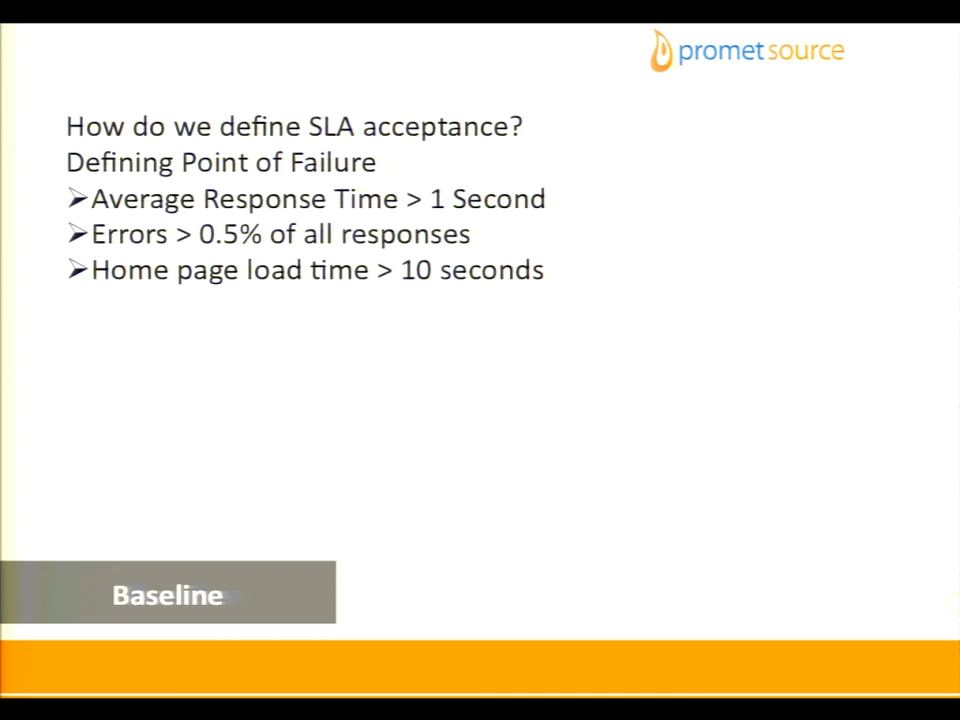 promet source
How do we define SLA acceptance?
Defining Point of Failure
➢Average Response Time > 1 Second
➢Errors > 0.5% of all responses
➢Home page load time > 10 seconds
Baseline